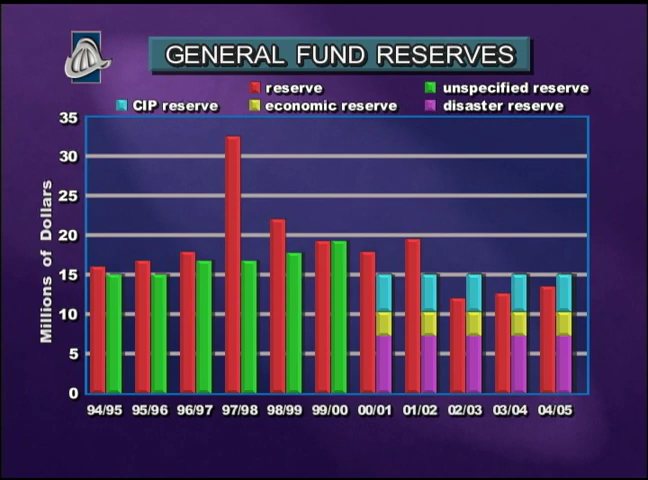 GENERAL FUND RESERVES
reserve
unspecified reserve
CIP reserve
economic reserve
disaster reserve
Millions of Dollars
35
30
25
20
15
10
5
0
94/95 95/96 96/97 97/98 98/99 99/00 00/01 01/02 02/03 03/04 04/05